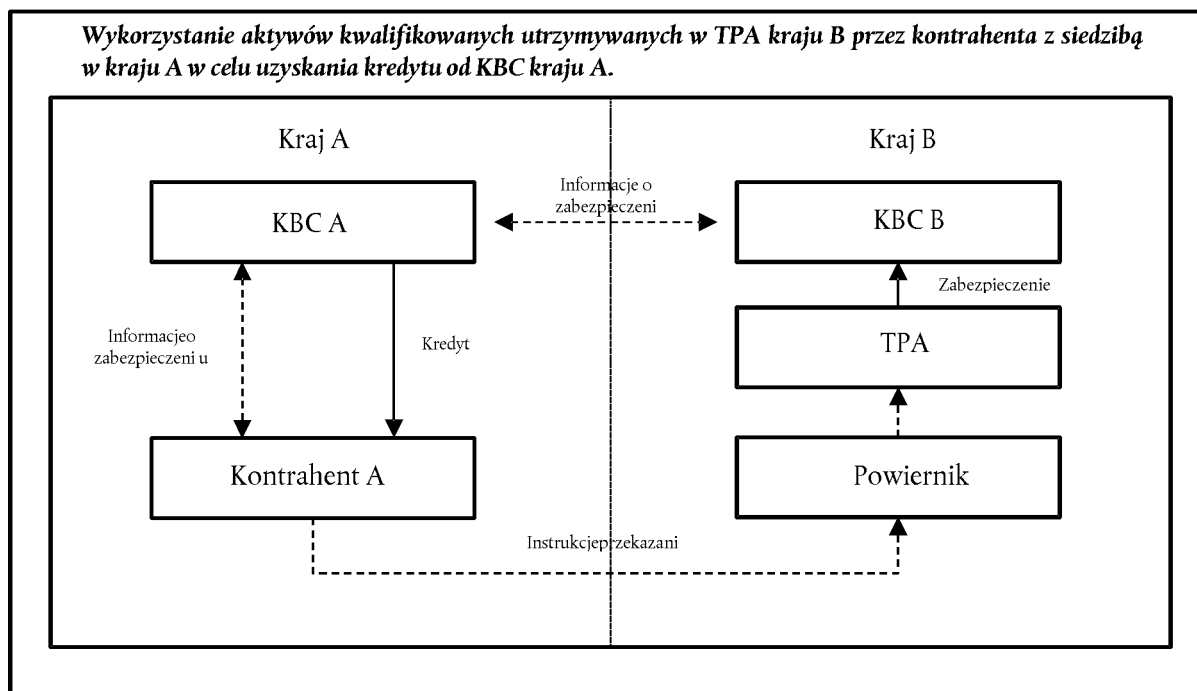 Wykorzystanie aktywów kwalifikowanych utrzymywanych w TPA kraju B przez kontrahenta z siedzibą
w kraju A w celu uzyskania kredytu od KBC kraju A.
Kraj A
Kraj B
Informacje o
zabezpieczeni
KBC A
KBC B
Zabezpieczenie
Informacjeo
zabezpieczeni u
Kredyt
TPA
Kontrahent A
Powiernik
Instrukcjeprzekazani